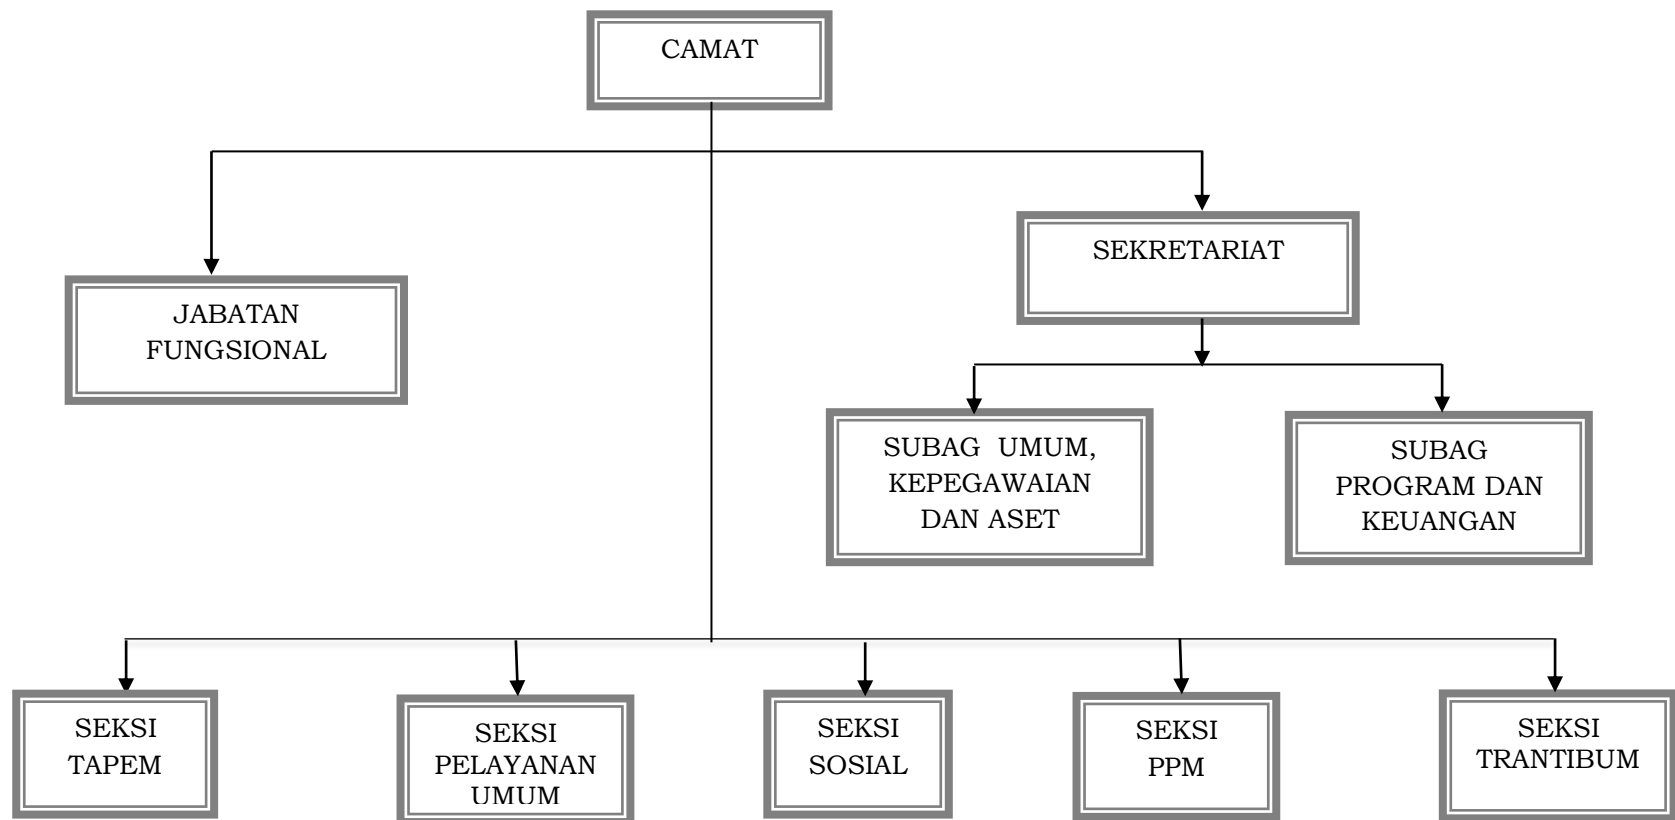 CAMAT
SEKRETARIAT
JABATAN
FUNGSIONAL
SUBAG UMUM,
KEPEGAWAIAN
DAN ASET
SUBAG
PROGRAM DAN
KEUANGAN
SEKSI
TAPEM
SEKSI
PELAYANAN
UMUM
SEKSI
SOSIAL
SEKSI
PPM
SEKSI
TRANTIBUM